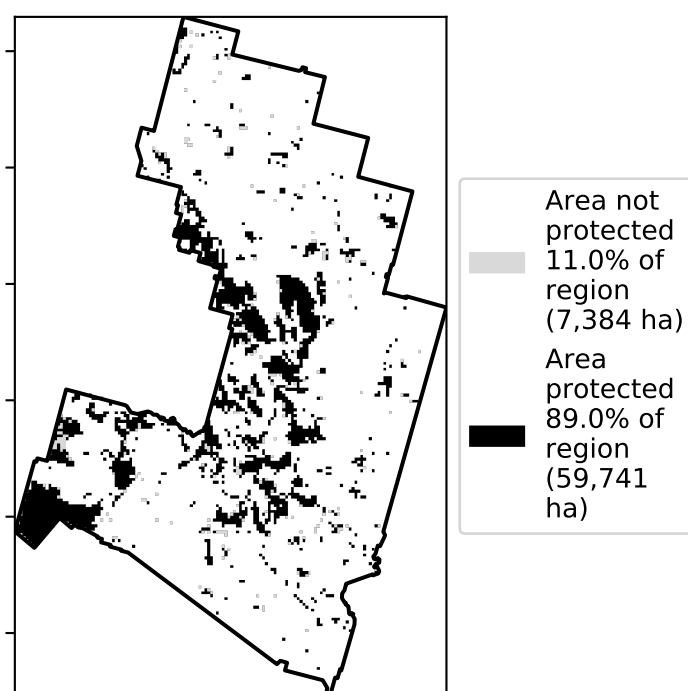 Area not
protected
11.0% of
region
(7,384 ha)
Area
protected
89.0% of
region
(59,741
ha)